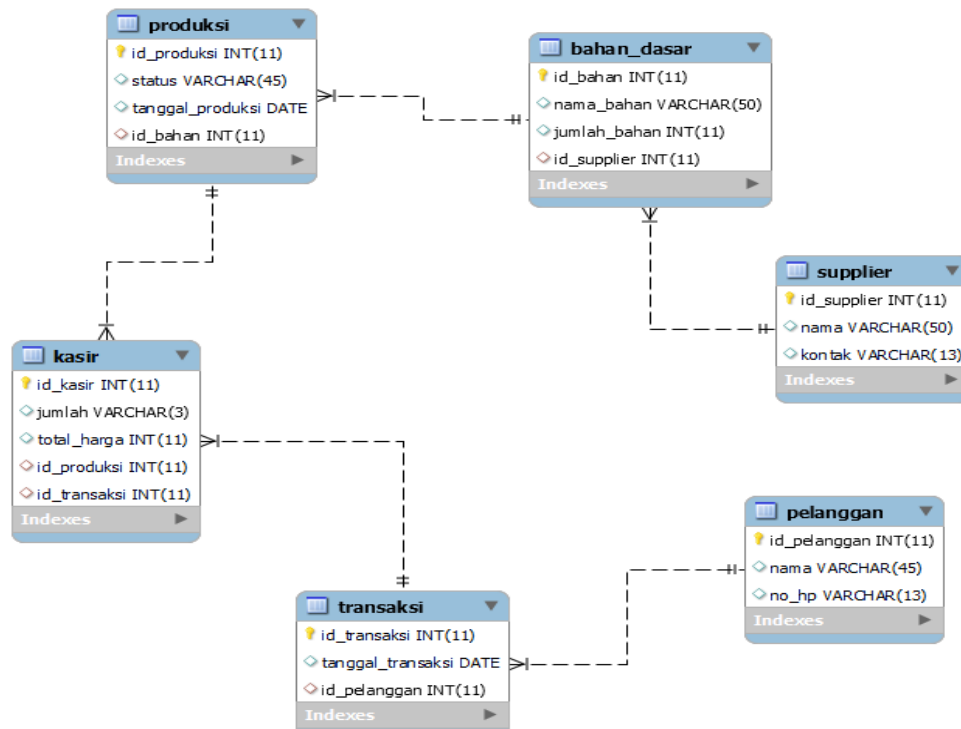 produksi
id_produksi INT(11)
status VARCHAR(45)
tanggal_produksi DATE
id_bahan INT(11)
Indexes
bahan_dasar
id_bahan INT(11)
nama_bahan VARCHAR(50)
jumlah_bahan INT(11)
id_supplier INT(11)
Indexes
supplier
id_supplier INT(11)
nama VARCHAR(50)
kontak VARCHAR(13)
Indexes
kasir
id_kasir INT(11)
jumlah VARCHAR(3)
total_harga INT(11)
id_produksi INT(11)
id_transaksi INT(11)
Indexes
pelanggan
id_pelanggan INT(11)
nama VARCHAR(45)
no_hp VARCHAR(13)
Indexes
transaksi
id_transaksi INT(11)
tanggal_transaksi DATE
id_pelanggan INT(11)
Indexes